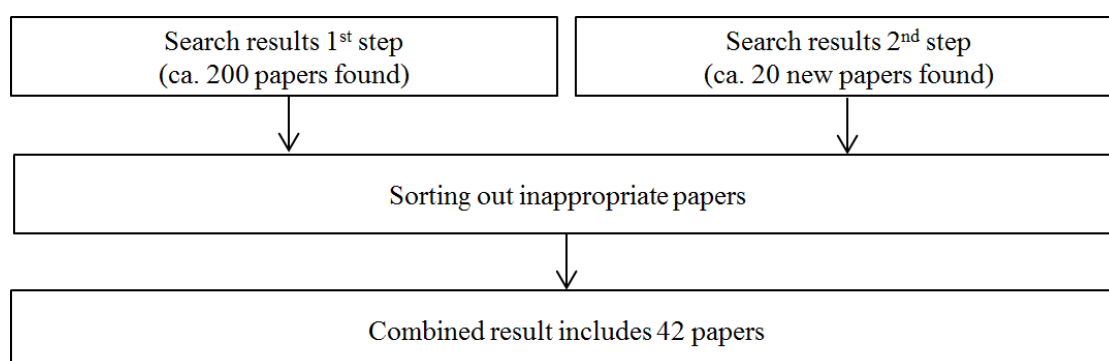 Search results 1st step
(ca. 200 papers found)
Search results 2nd step
(ca. 20 new papers found)
Sorting out inappropriate papers
Combined result includes 42 papers